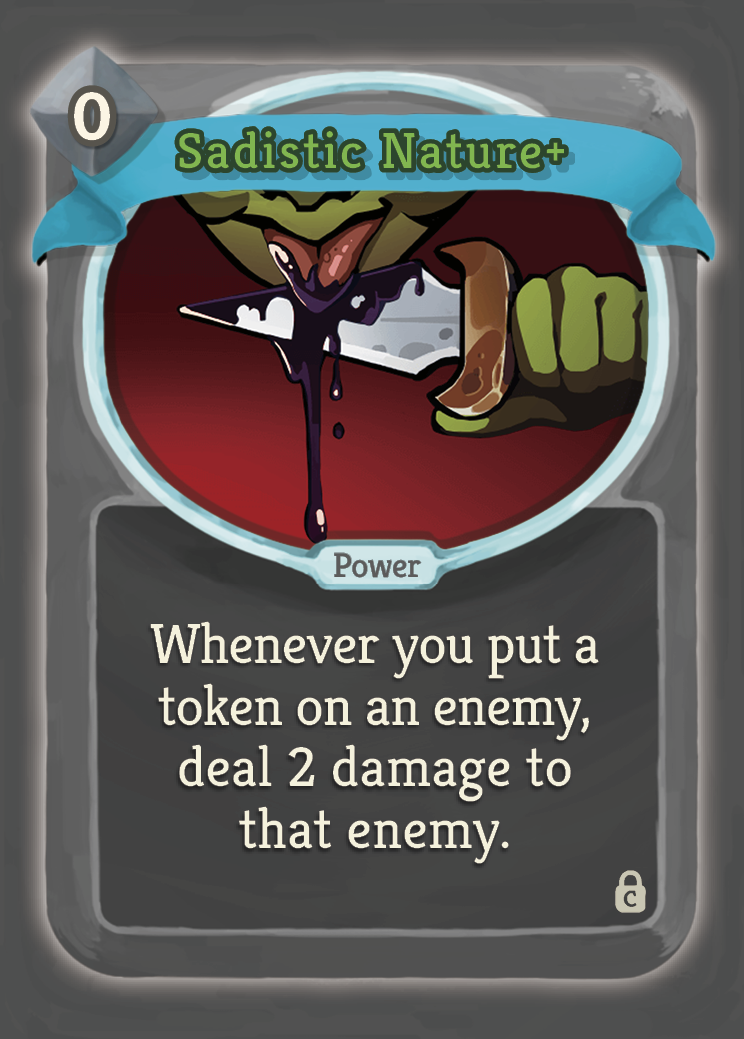 0
Sadistic Nature+
Power
Whenever you put a
token on an enemy,
deal 2 damage to
that enemy.
C